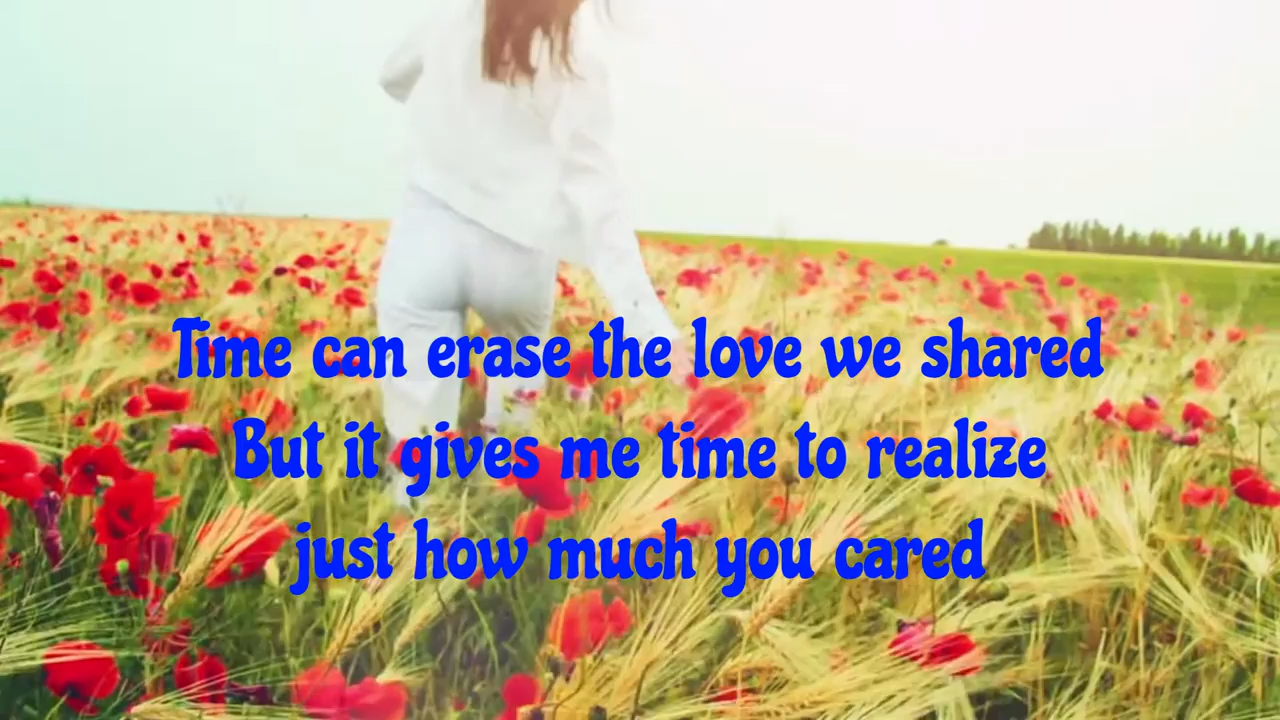 Time can erase the love we shared
But it gives me time to realize
just how much you cared